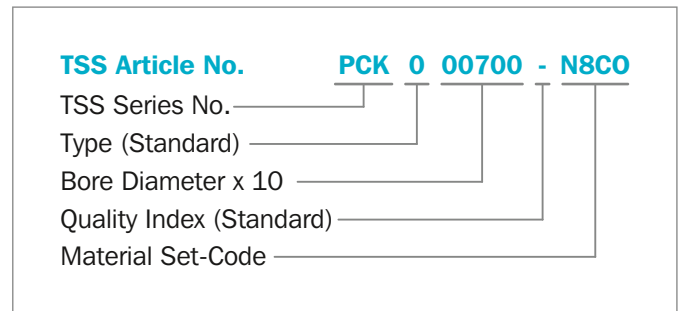 TSS Article No. PCK 0 00700 - N8CO
TSS Series No.
Type (Standard)
Bore Diameter x 10
Quality Index (Standard)
Material Set-Code